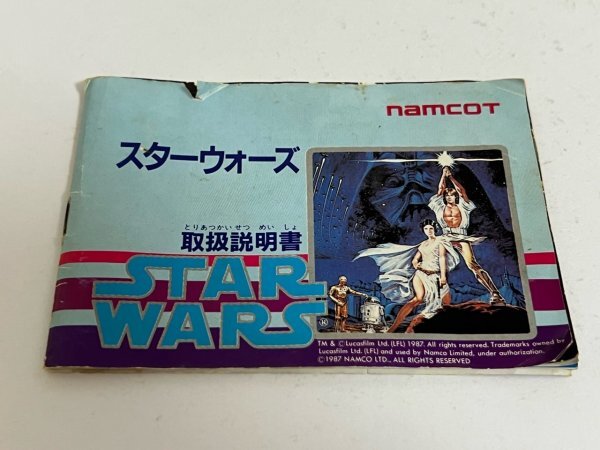 namcot
スターウォーズ
とりあつかいせつ めい しょ
取扱説明書
STAR
WARS
TM & © Lucasfilm Ltd. (LFL) 1987. All rights reserved. Trademarks owned by
Lucasfilm Ltd. (LFL) and used by Namco Limited, under authorization.
© 1987 NAMCO LTD., ALL RIGHTS RESERVED